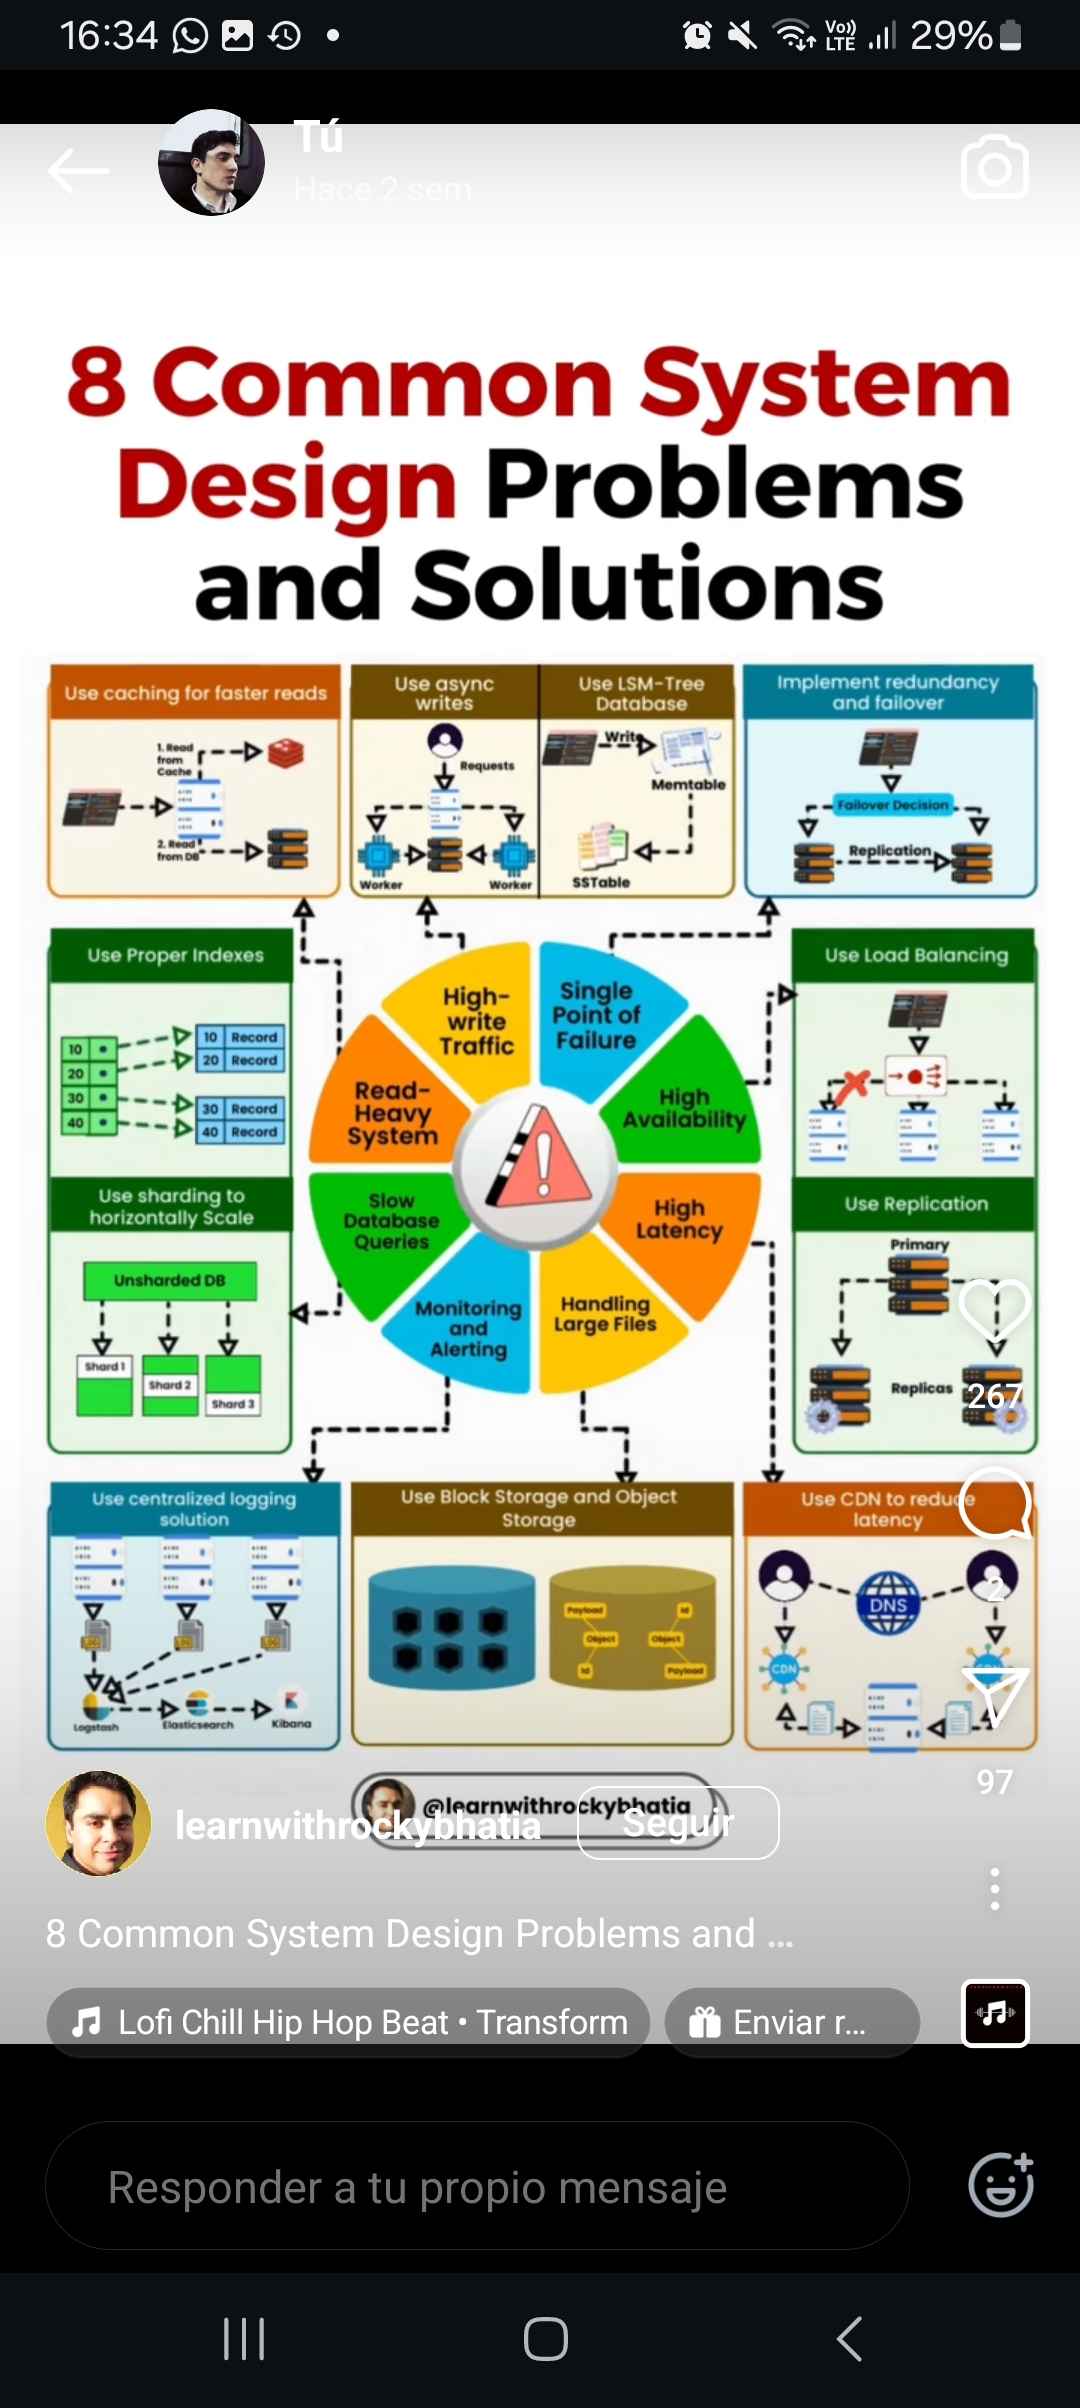 16:34
Vo))
LTE
29%
Tú
Hace 2 sem
8 Common System
Design Problems
and Solutions
Use caching for faster reads
1. Read
from
Cache
2. Read
from DB
Use async
writes
Requests
Worker
Worker
Use LSM-Tree
Database
Write
Memtable
SSTable
Implement redundancy
and failover
Failover Decision
Replication
Use Proper Indexes
10
20
30
40
10 Record
20 Record
30 Record
40 Record
Use sharding to
horizontally Scale
Unsharded DB
Shard 1
Shard 2
Shard 3
High-
write
Traffic
Single
Point of
Failure
Read-
Heavy
System
High
Availability
Slow
Database
Queries
High
Latency
Monitoring
and
Alerting
Handling
Large Files
Use Load Balancing
Use Replication
Primary
Replicas
267
Use centralized logging
solution
LOG
LOG
LOG
Logstash
Elasticsearch
Kibana
Use Block Storage and Object
Storage
Payload
Id
Object
Object
Id
Payload
Use CDN to reduce
latency
DNS
2
CDN
97
@learnwithrockybhatia
learnwithrockybhatia
Seguir
8 Common System Design Problems and ...
Lofi Chill Hip Hop Beat • Transform
Enviar r...
Responder a tu propio mensaje